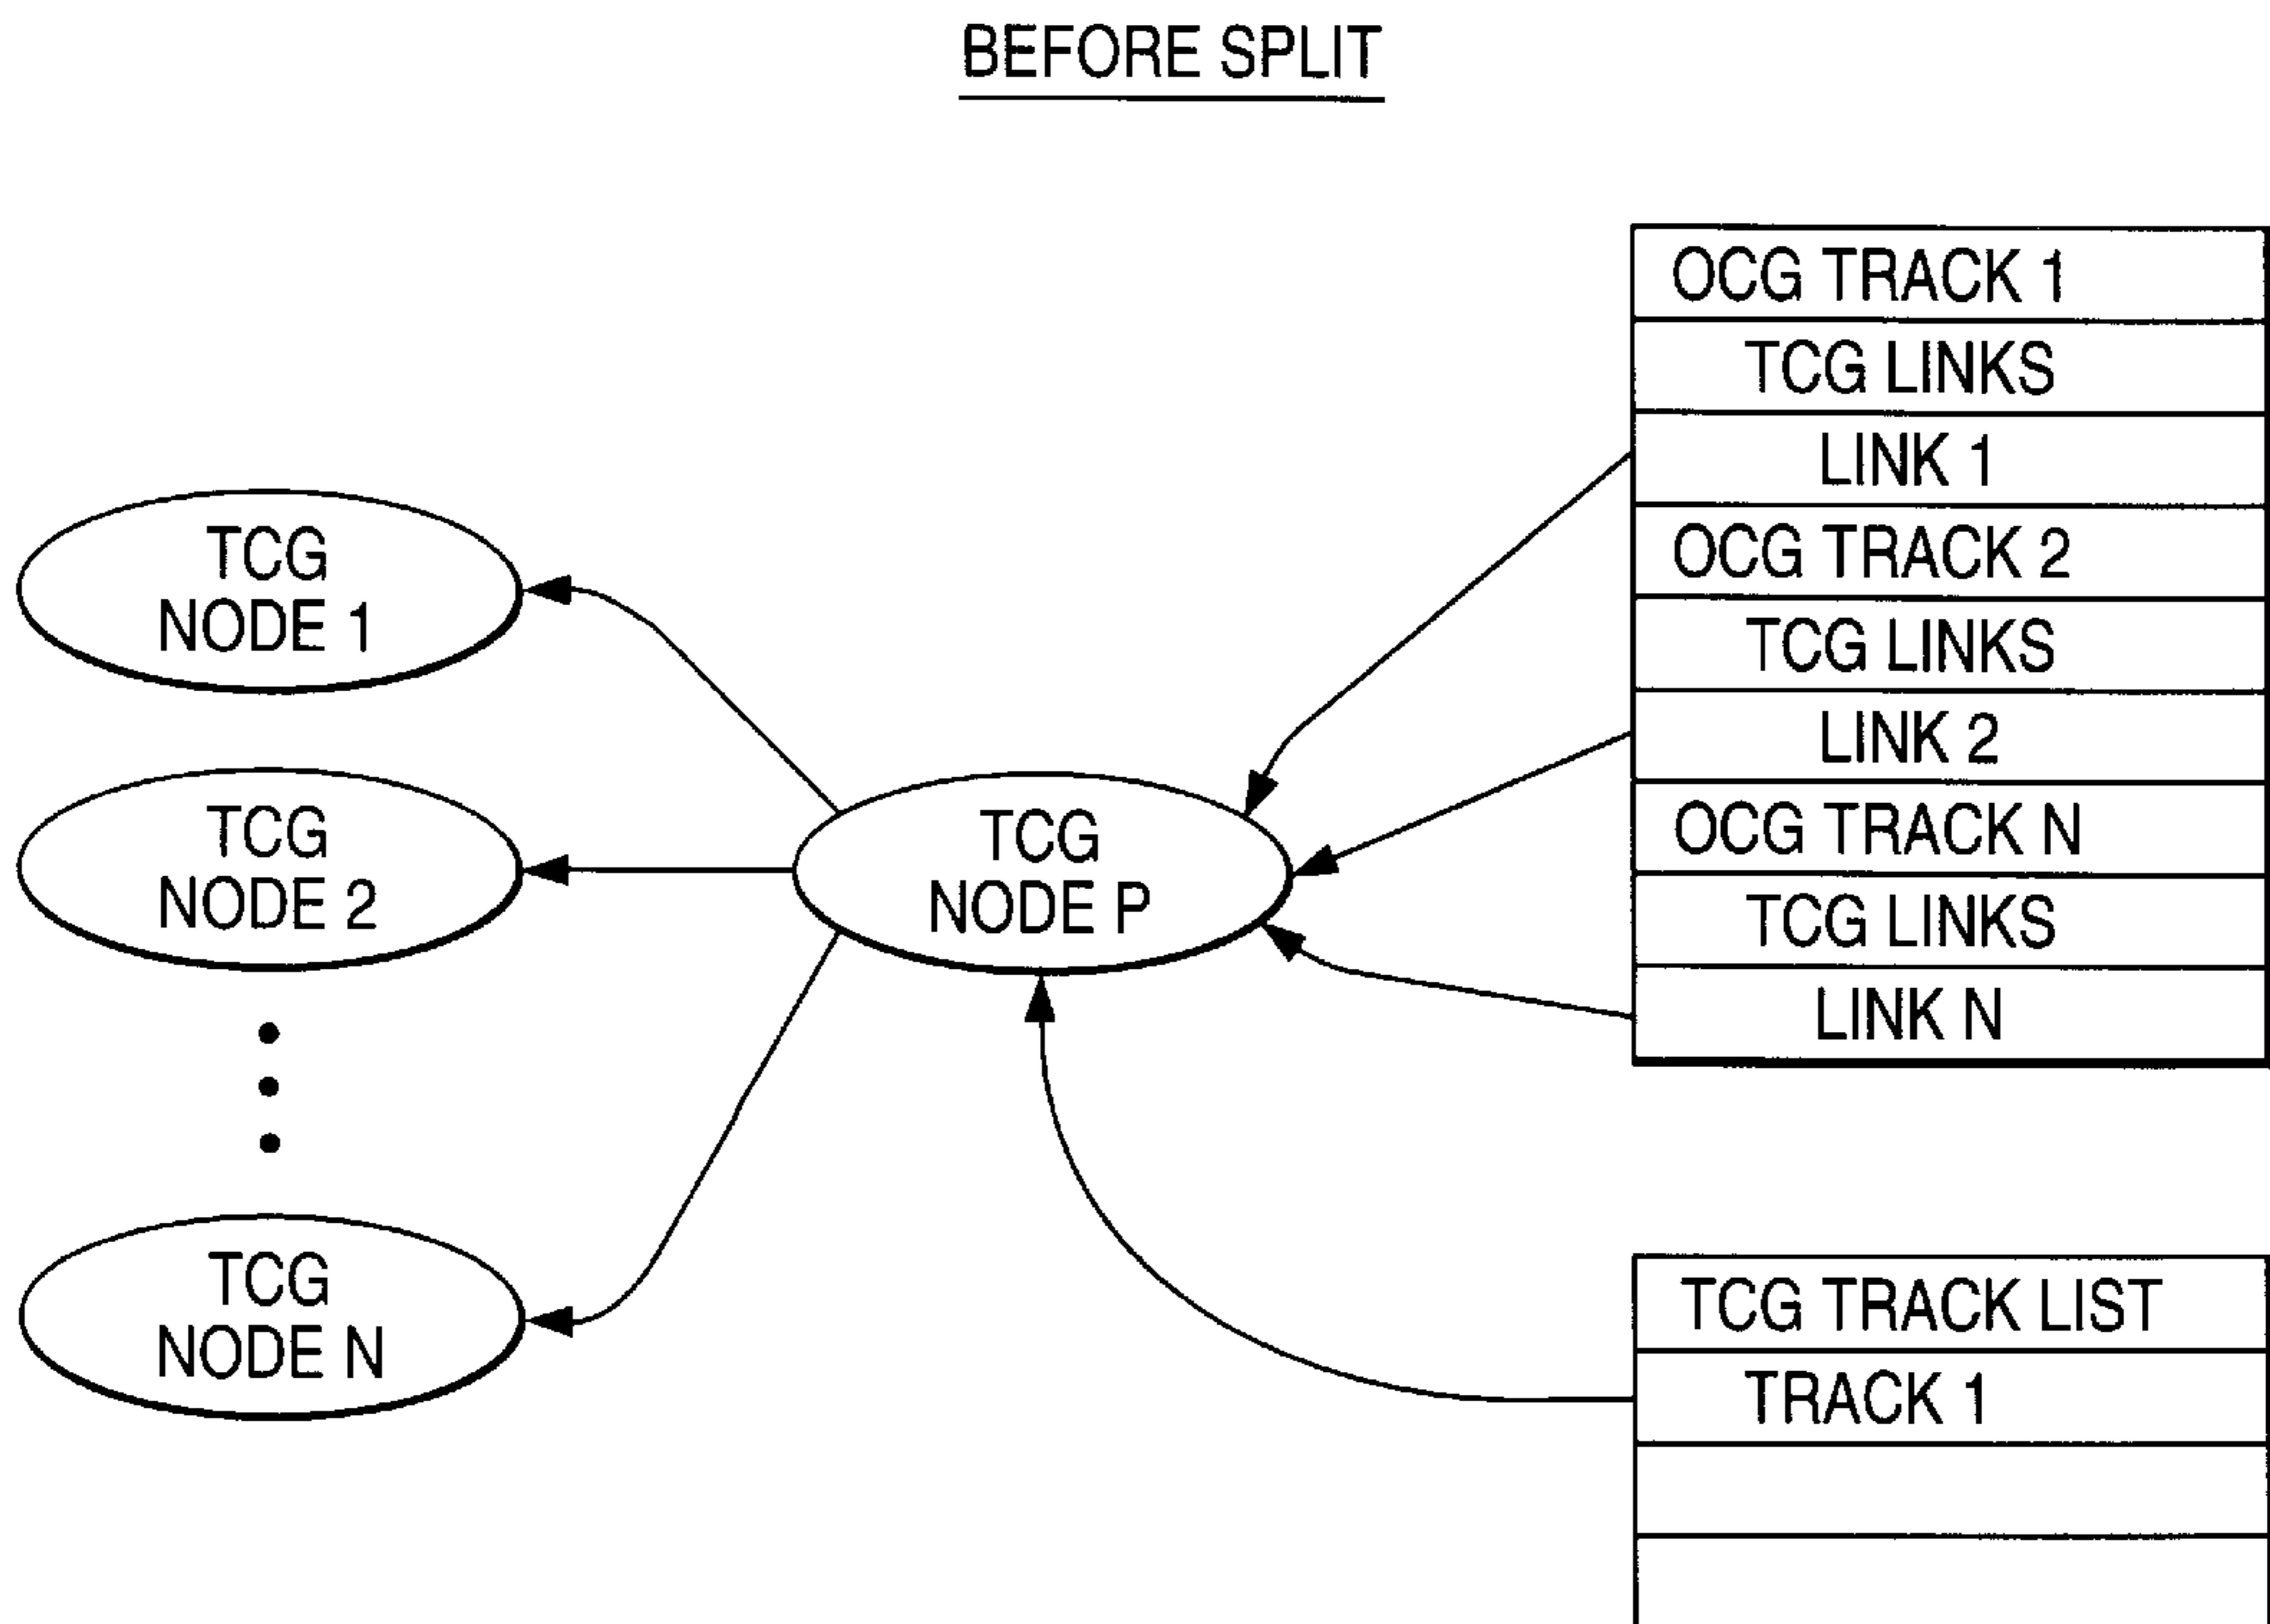 BEFORE SPLIT
TCG
NODE 1
TCG
NODE 2
TCG
NODE N
TCG
NODE P
OCG TRACK 1
TCG LINKS
LINK 1
OCG TRACK 2
TCG LINKS
LINK 2
OCG TRACK N
TCG LINKS
LINK N
TCG TRACK LIST
TRACK 1